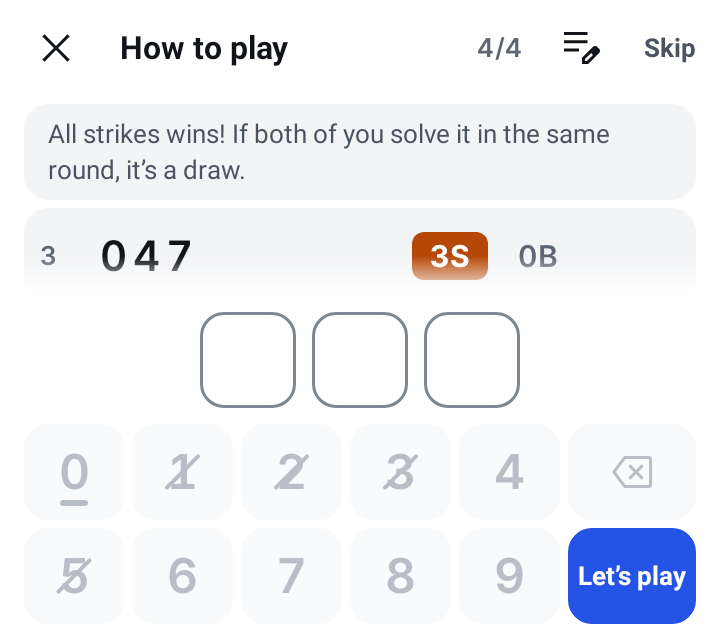 How to play
4/4
Skip
All strikes wins! If both of you solve it in the same
round, it’s a draw.
3 047 3S 0B
0 1 2 3 4
5 6 7 8 9 Let’s play